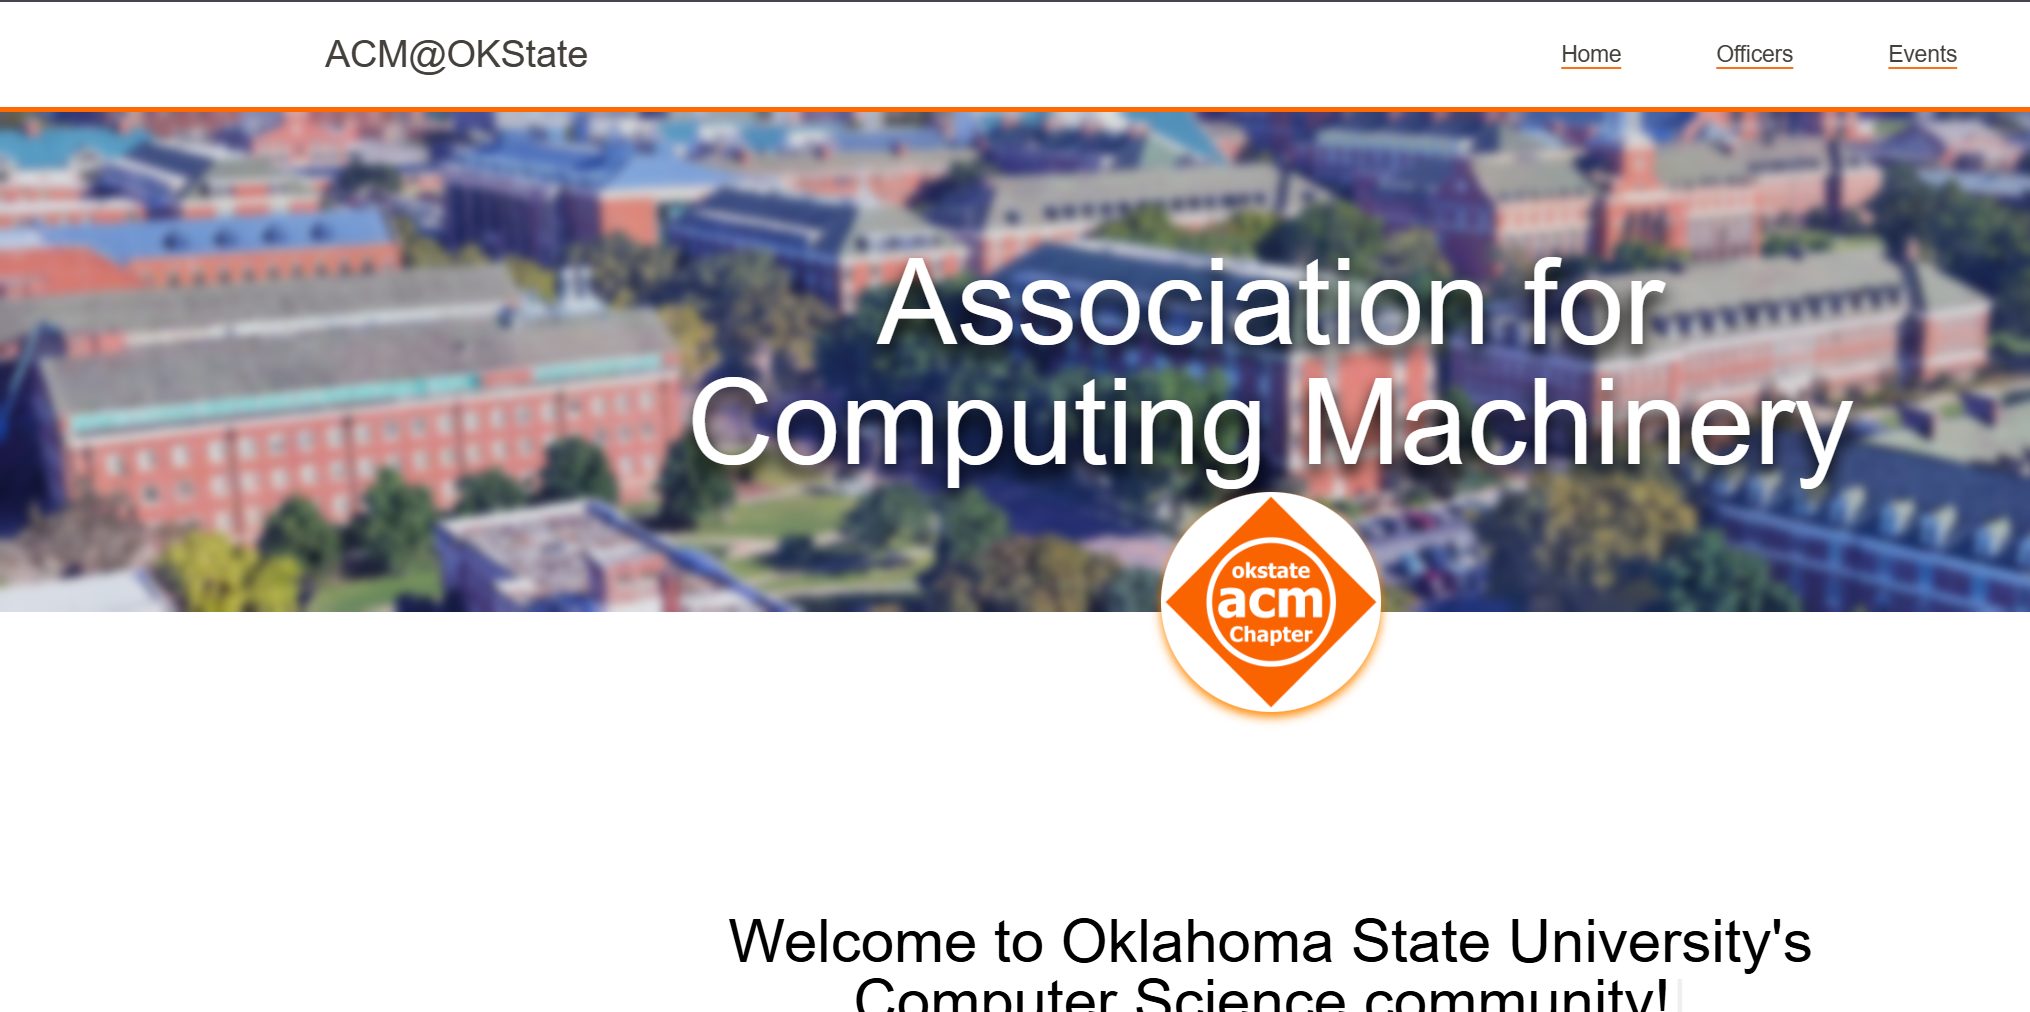 ACM@OKState
Home
Officers
Events
Association for
Computing Machinery
okstate
acm
Chapter
Welcome to Oklahoma State University's
Computer Science community!